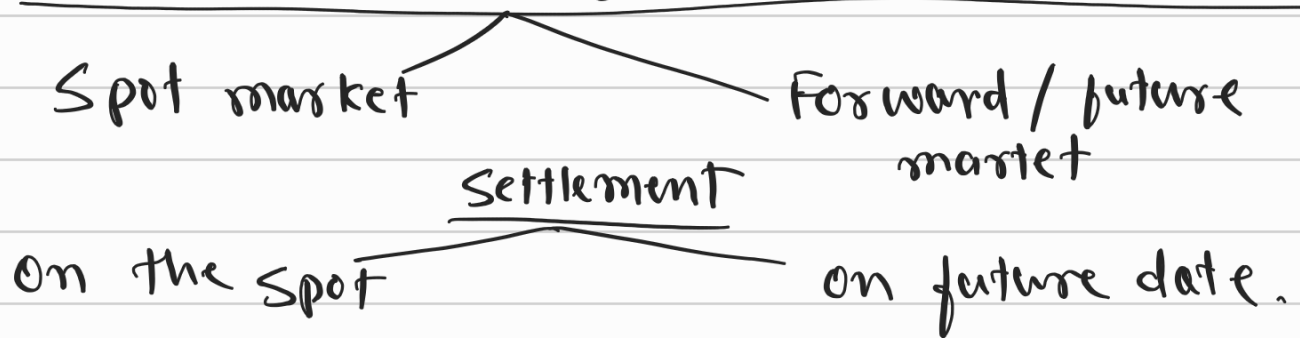 Spot market Forward / future
market
Settlement
on the spot on future date.